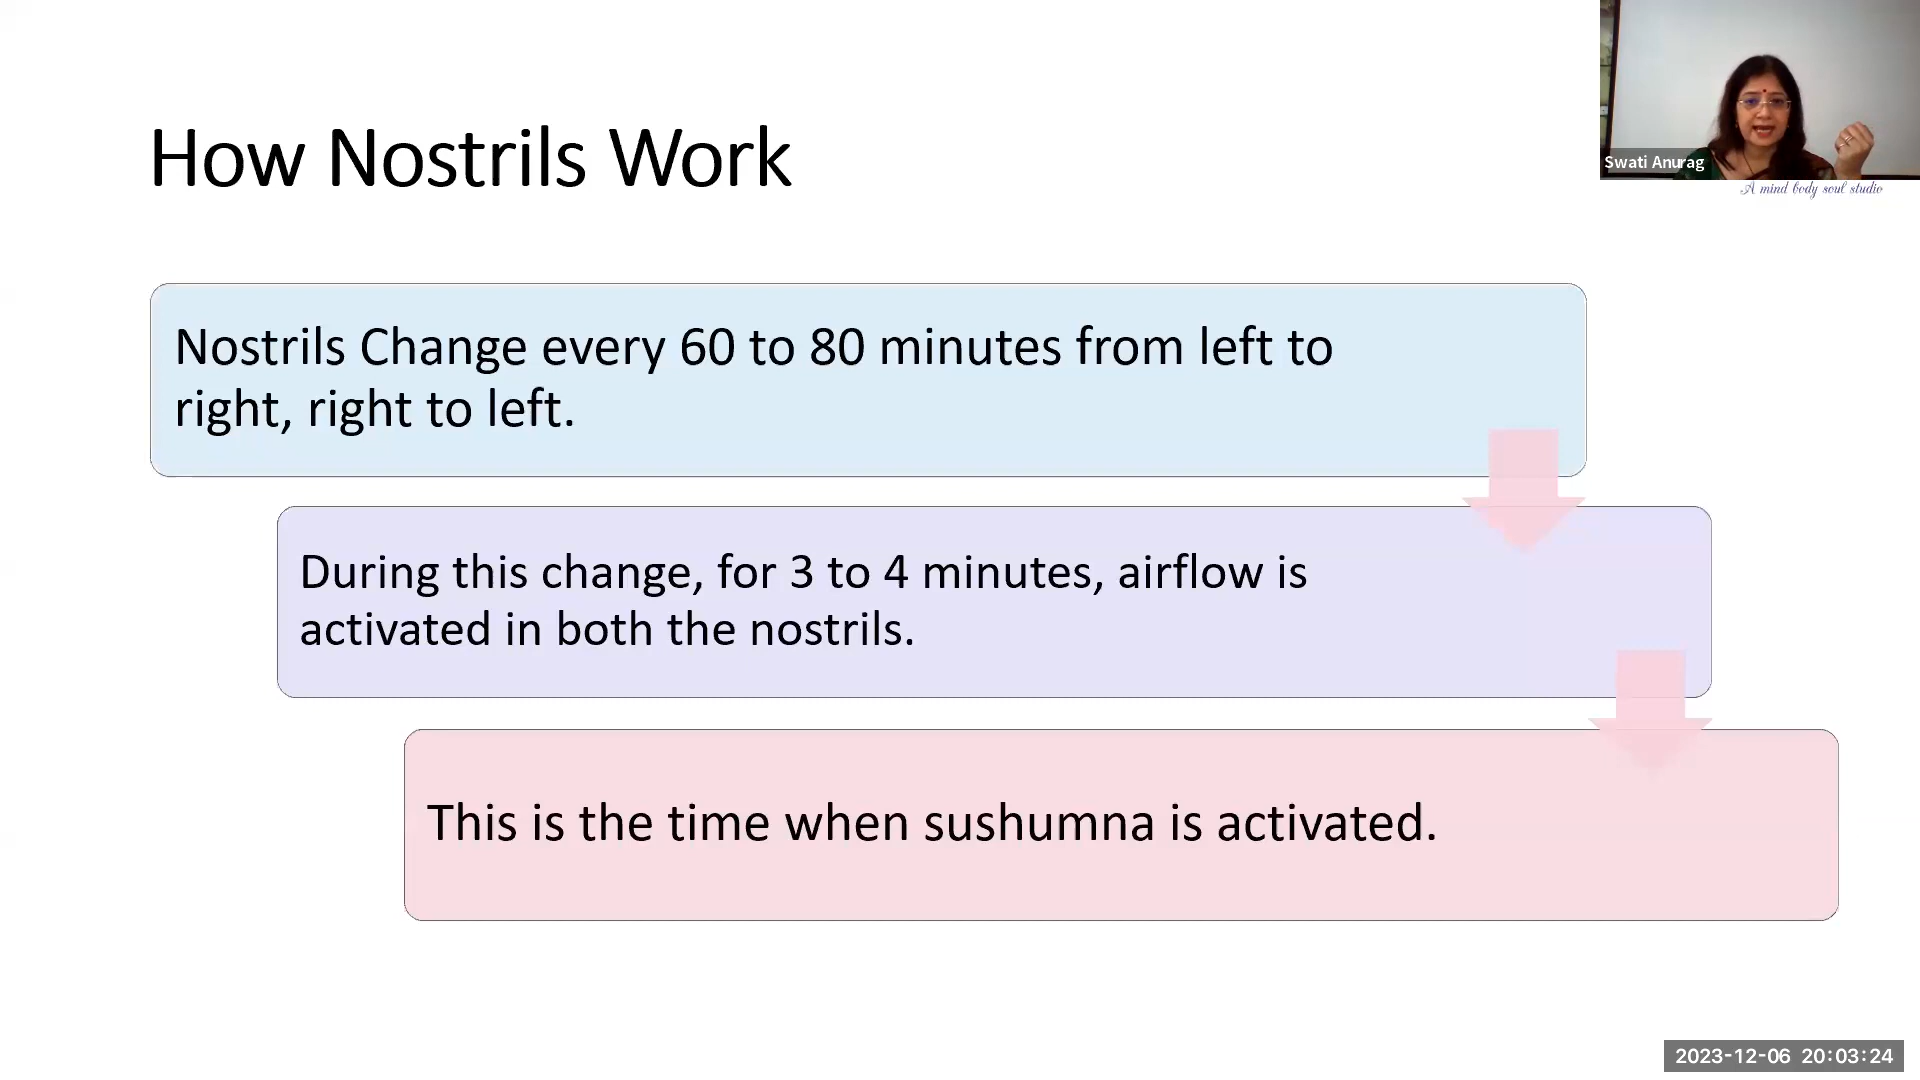 How Nostrils Work
Swati Anurag
A mind body soul studio
Nostrils Change every 60 to 80 minutes from left to
right, right to left.
During this change, for 3 to 4 minutes, airflow is
activated in both the nostrils.
This is the time when sushumna is activated.
2023-12-06 20:03:24